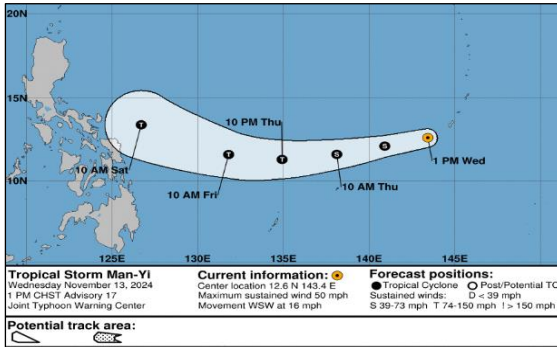 20N
15N
10N
10 PM Thu
1 PM Wed
10 AM Thu
10 AM Fri
10 AM Sat
125E 130E 135E 140E 145E
S
S
T
T
T
Tropical Storm Man-Yi
Wednesday November 13, 2024
1 PM CHST Advisory 17
Joint Typhoon Warning Center
Current information:
Center location 12.6 N 143.4 E
Maximum sustained wind 50 mph
Movement WSW at 16 mph
Forecast positions:
Tropical Cyclone Post/Potential TC
Sustained winds: D < 39 mph
S 39-73 mph T 74-150 mph ! > 150 mph
Potential track area: